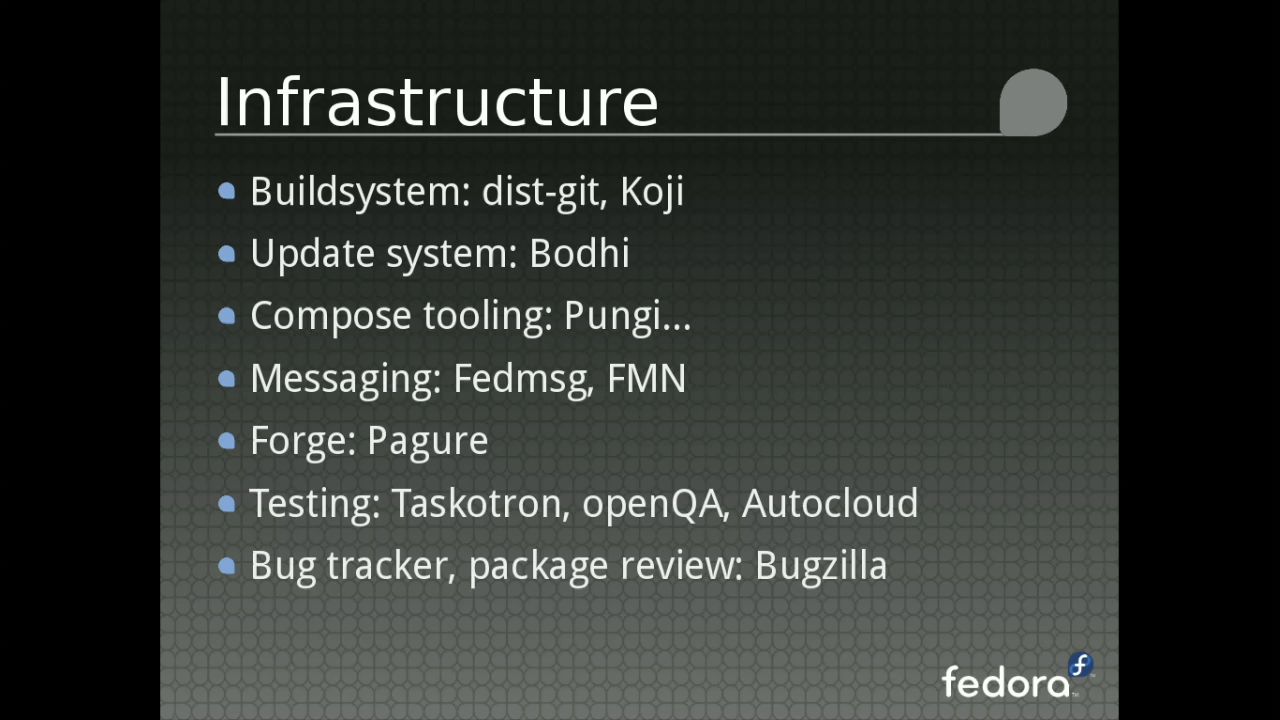 Infrastructure
Buildsystem: dist-git, Koji
Update system: Bodhi
Compose tooling: Pungi...
Messaging: Fedmsg, FMN
Forge: Pagure
Testing: Taskotron, openQA, Autocloud
Bug tracker, package review: Bugzilla
fedora